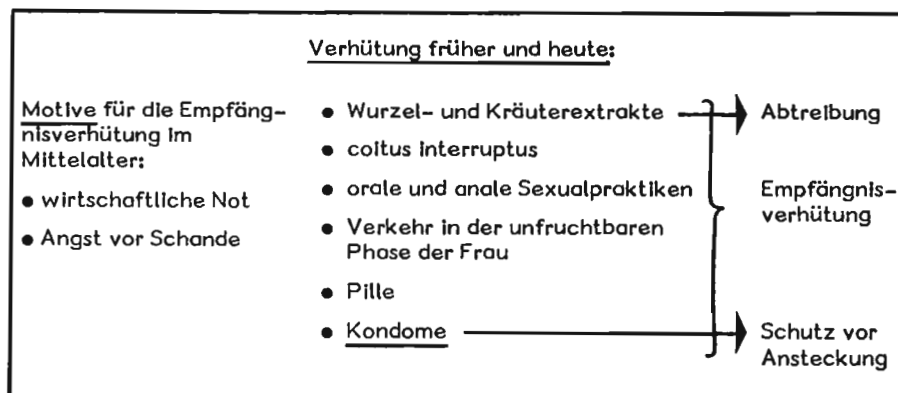 Verhütung früher und heute:
Motive für die Empfäng-
nisverhütung im
Mittelalter:
● wirtschaftliche Not
● Angst vor Schande
● Wurzel- und Kräuterextrakte
● coitus interruptus
● orale und anale Sexualpraktiken
● Verkehr in der unfruchtbaren
Phase der Frau
● Pille
● Kondome
Abtreibung
Empfängnis-
verhütung
Schutz vor
Ansteckung